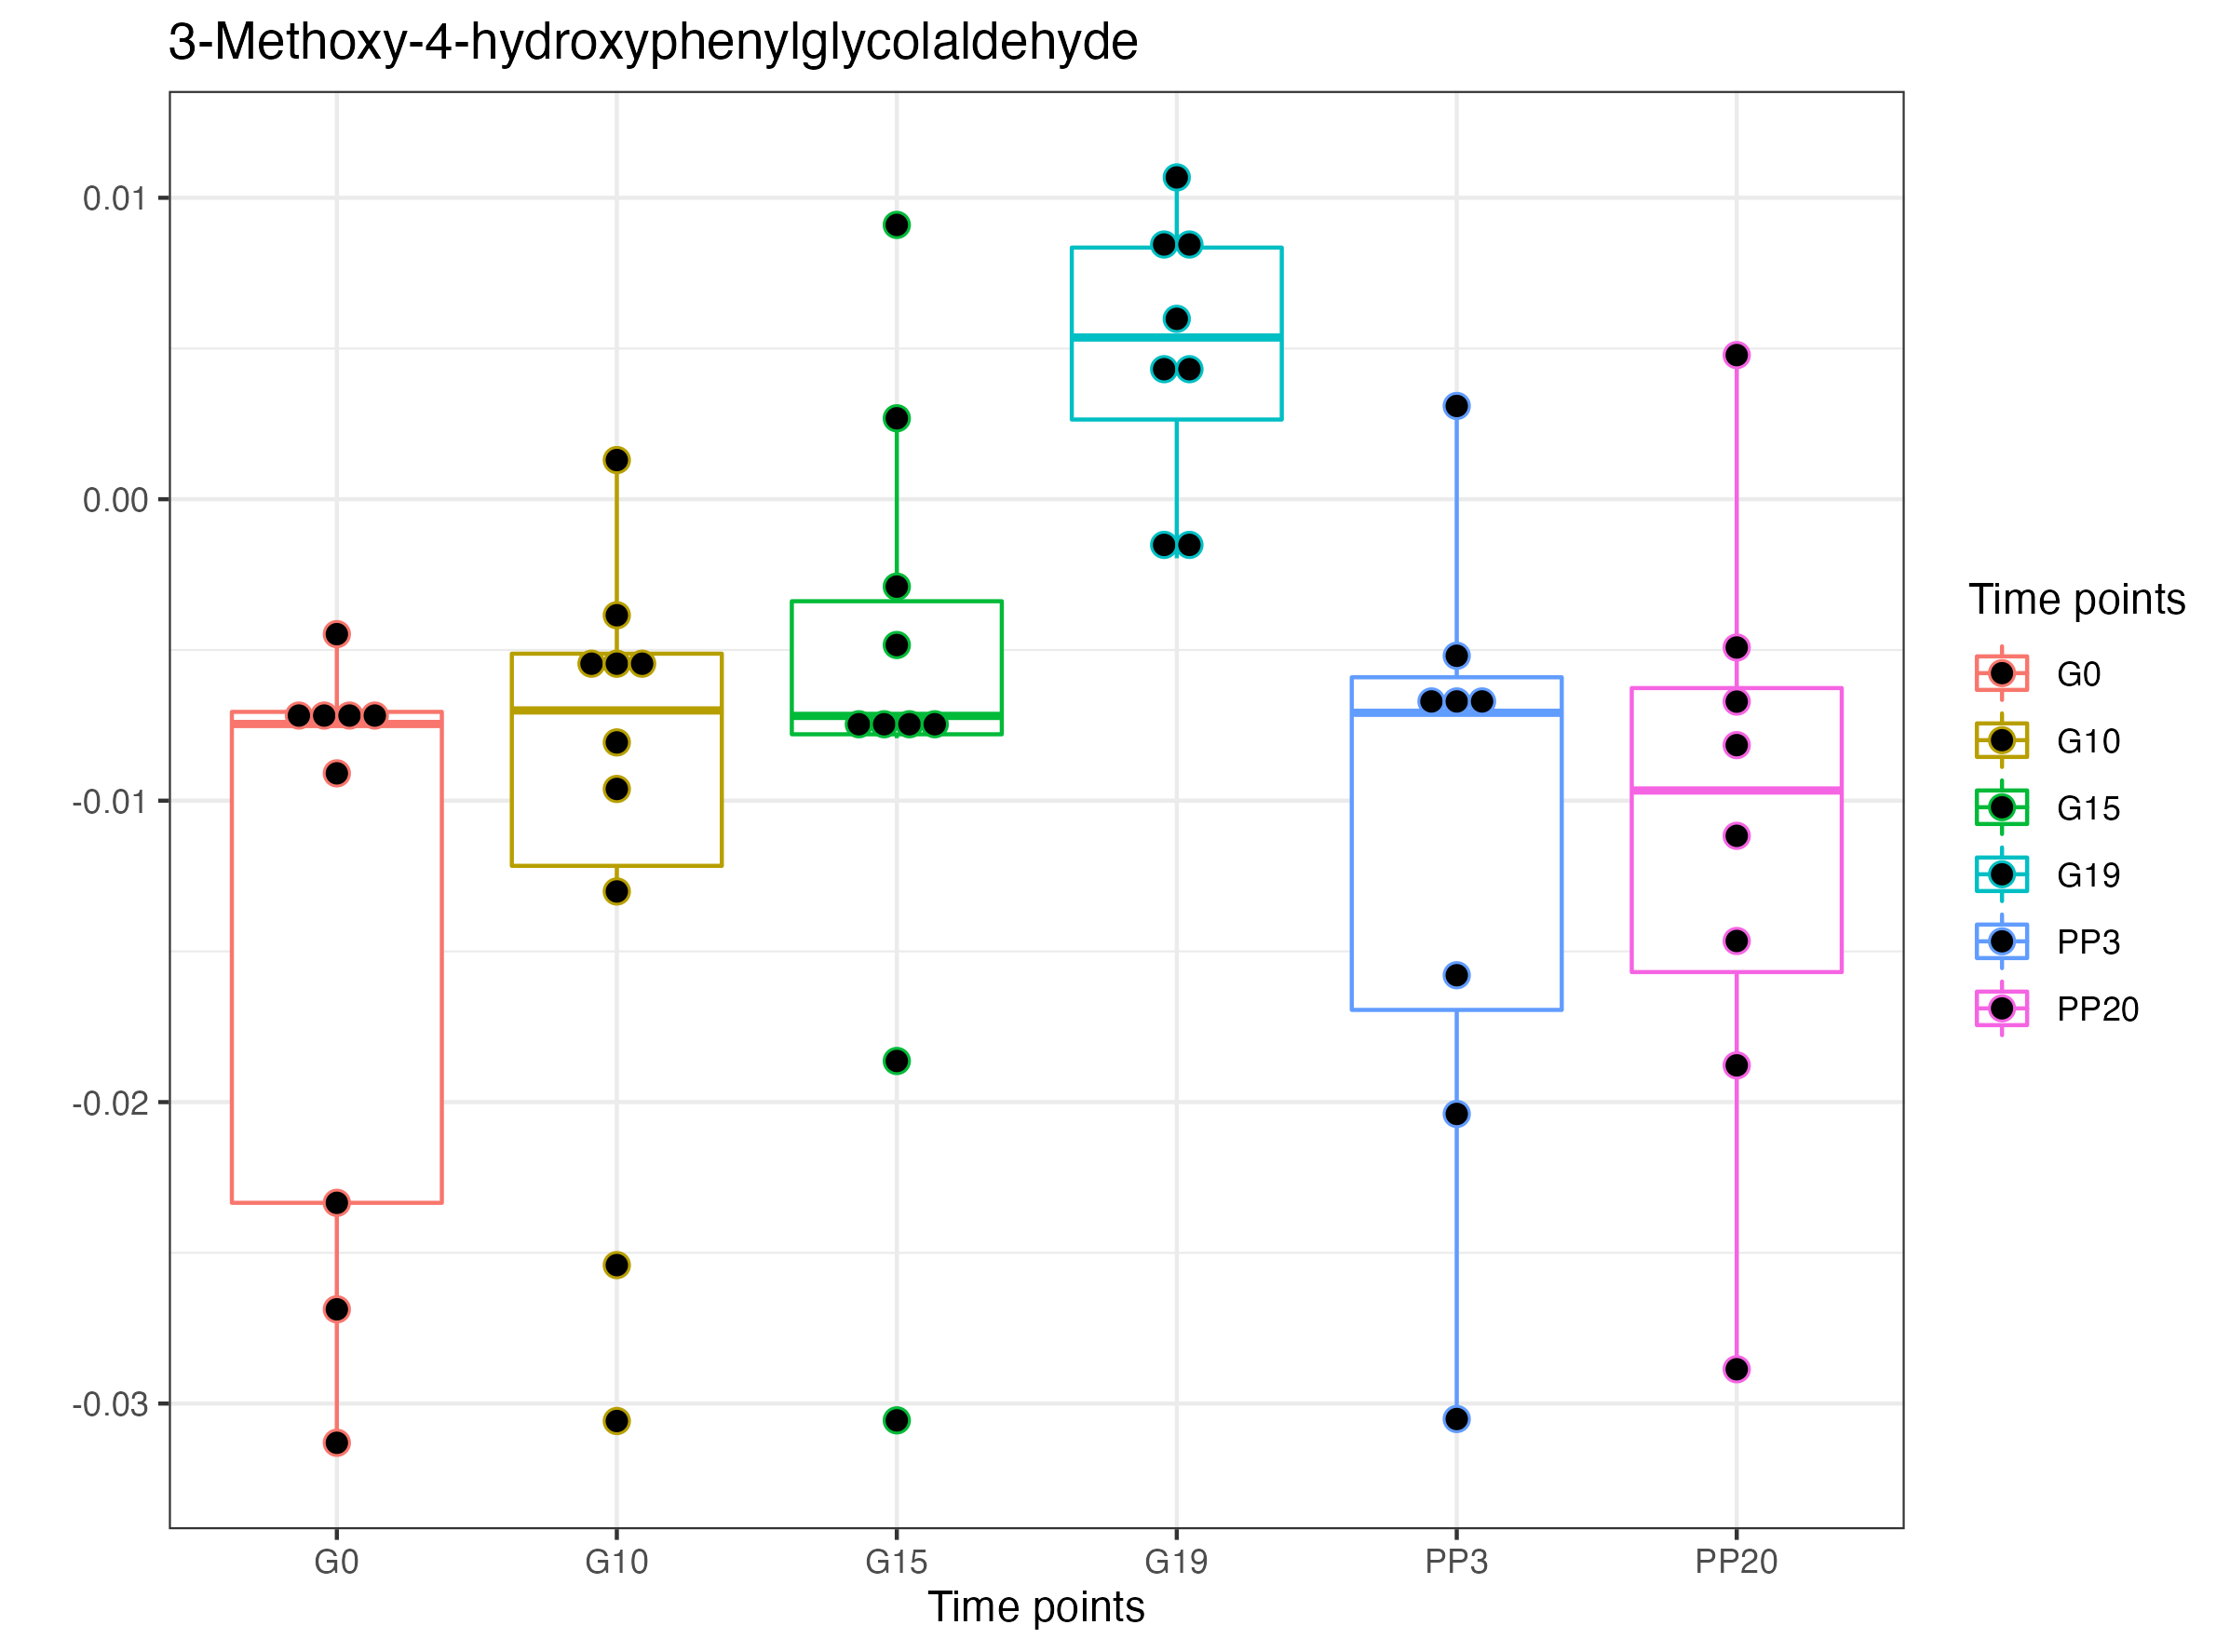 3-Methoxy-4-hydroxyphenylglycolaldehyde
0.01
0.00
-0.01
-0.02
-0.03
G0 G10 G15 G19 PP3 PP20
Time points
Time points
G0
G10
G15
G19
PP3
PP20